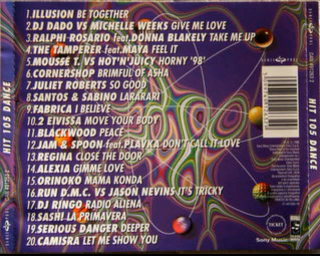 1.ILLUSION BE TOGETHER
2.DJ DADO VS MICHELLE WEEKS GIVE ME LOVE
3.RALPHI ROSARIO feat.DONNA BLAKELY TAKE ME UP
4.THE TAMPERER feat.MAYA FEEL IT
5.MOUSSE T. VS HOT'N'JUICY HORNY '98'
6.CORNERSHOP BRIMFUL OF ASHA
7.JULIET ROBERTS SO GOOD
8.SANTOS & SABINO LARARARI
9.FABRICA I BELIEVE
10.2 EIVISSA MOVE YOUR BODY
11.BLACKWOOD PEACE
12.JAM & SPOON feat.PLAVKA DON'T CALL IT LOVE
13.REGINA CLOSE THE DOOR
14.ALEXIA GIMME LOVE
15.ORINOKO MAMA KONDA
16.RUN D.M.C. VS JASON NEVINS IT'S TRICKY
17.DJ RINGO RADIO ALIENA
18.SASH! LA PRIMAVERA
19.SERIOUS DANGER DEEPER
20.CAMISRA LET ME SHOW YOU
HIT 105 DANCE
HIT 105 DANCE
Sony Music